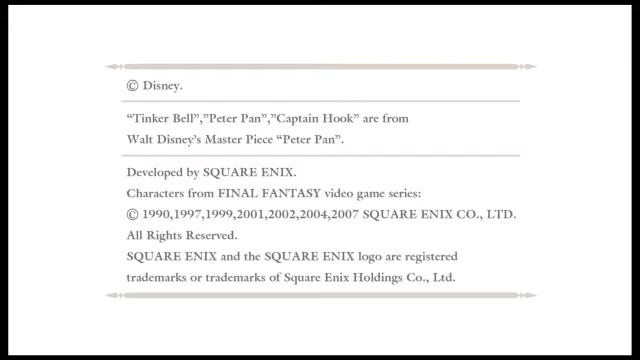 © Disney.
“Tinker Bell”,”Peter Pan”,”Captain Hook” are from
Walt Disney’s Master Piece “Peter Pan”.
Developed by SQUARE ENIX.
Characters from FINAL FANTASY video game series:
© 1990,1997,1999,2001,2002,2004,2007 SQUARE ENIX CO., LTD.
All Rights Reserved.
SQUARE ENIX and the SQUARE ENIX logo are registered
trademarks or trademarks of Square Enix Holdings Co., Ltd.